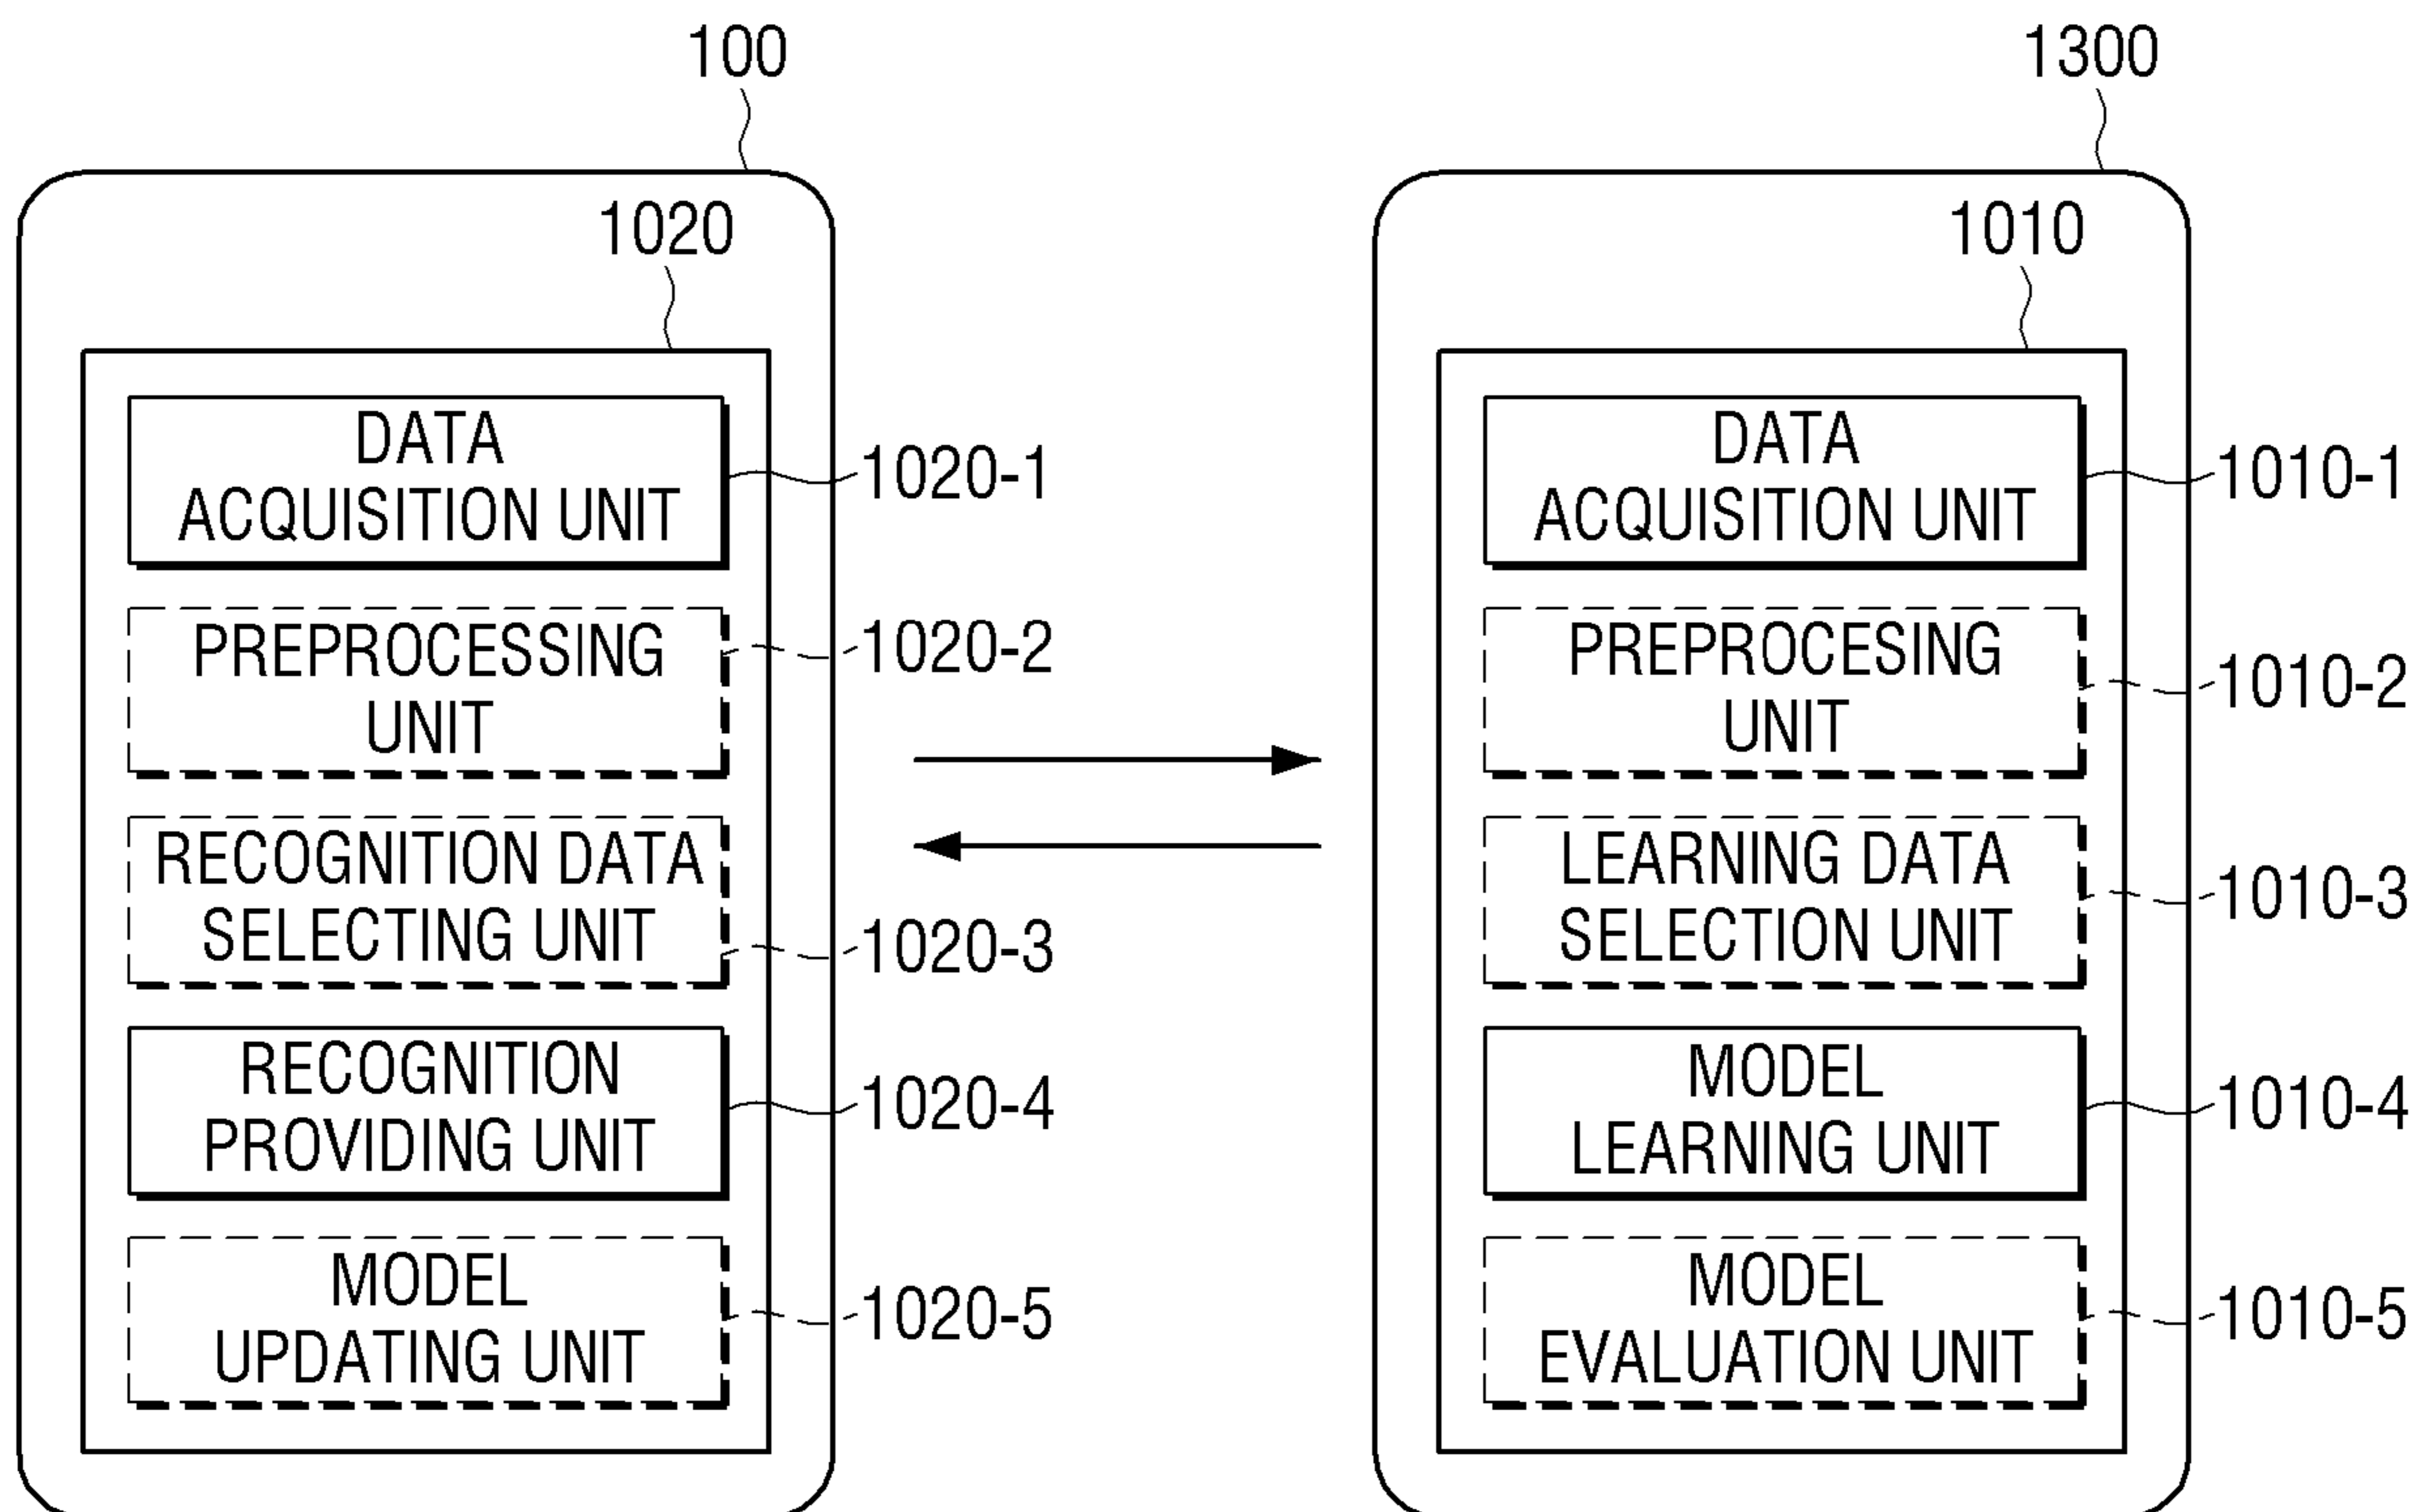 100
1020
DATA
ACQUISITION UNIT
1020-1
PREPROCESSING
UNIT
1020-2
RECOGNITION DATA
SELECTING UNIT
1020-3
RECOGNITION
PROVIDING UNIT
1020-4
MODEL
UPDATING UNIT
1020-5
1300
1010
DATA
ACQUISITION UNIT
1010-1
PREPROCESING
UNIT
1010-2
LEARNING DATA
SELECTION UNIT
1010-3
MODEL
LEARNING UNIT
1010-4
MODEL
EVALUATION UNIT
1010-5